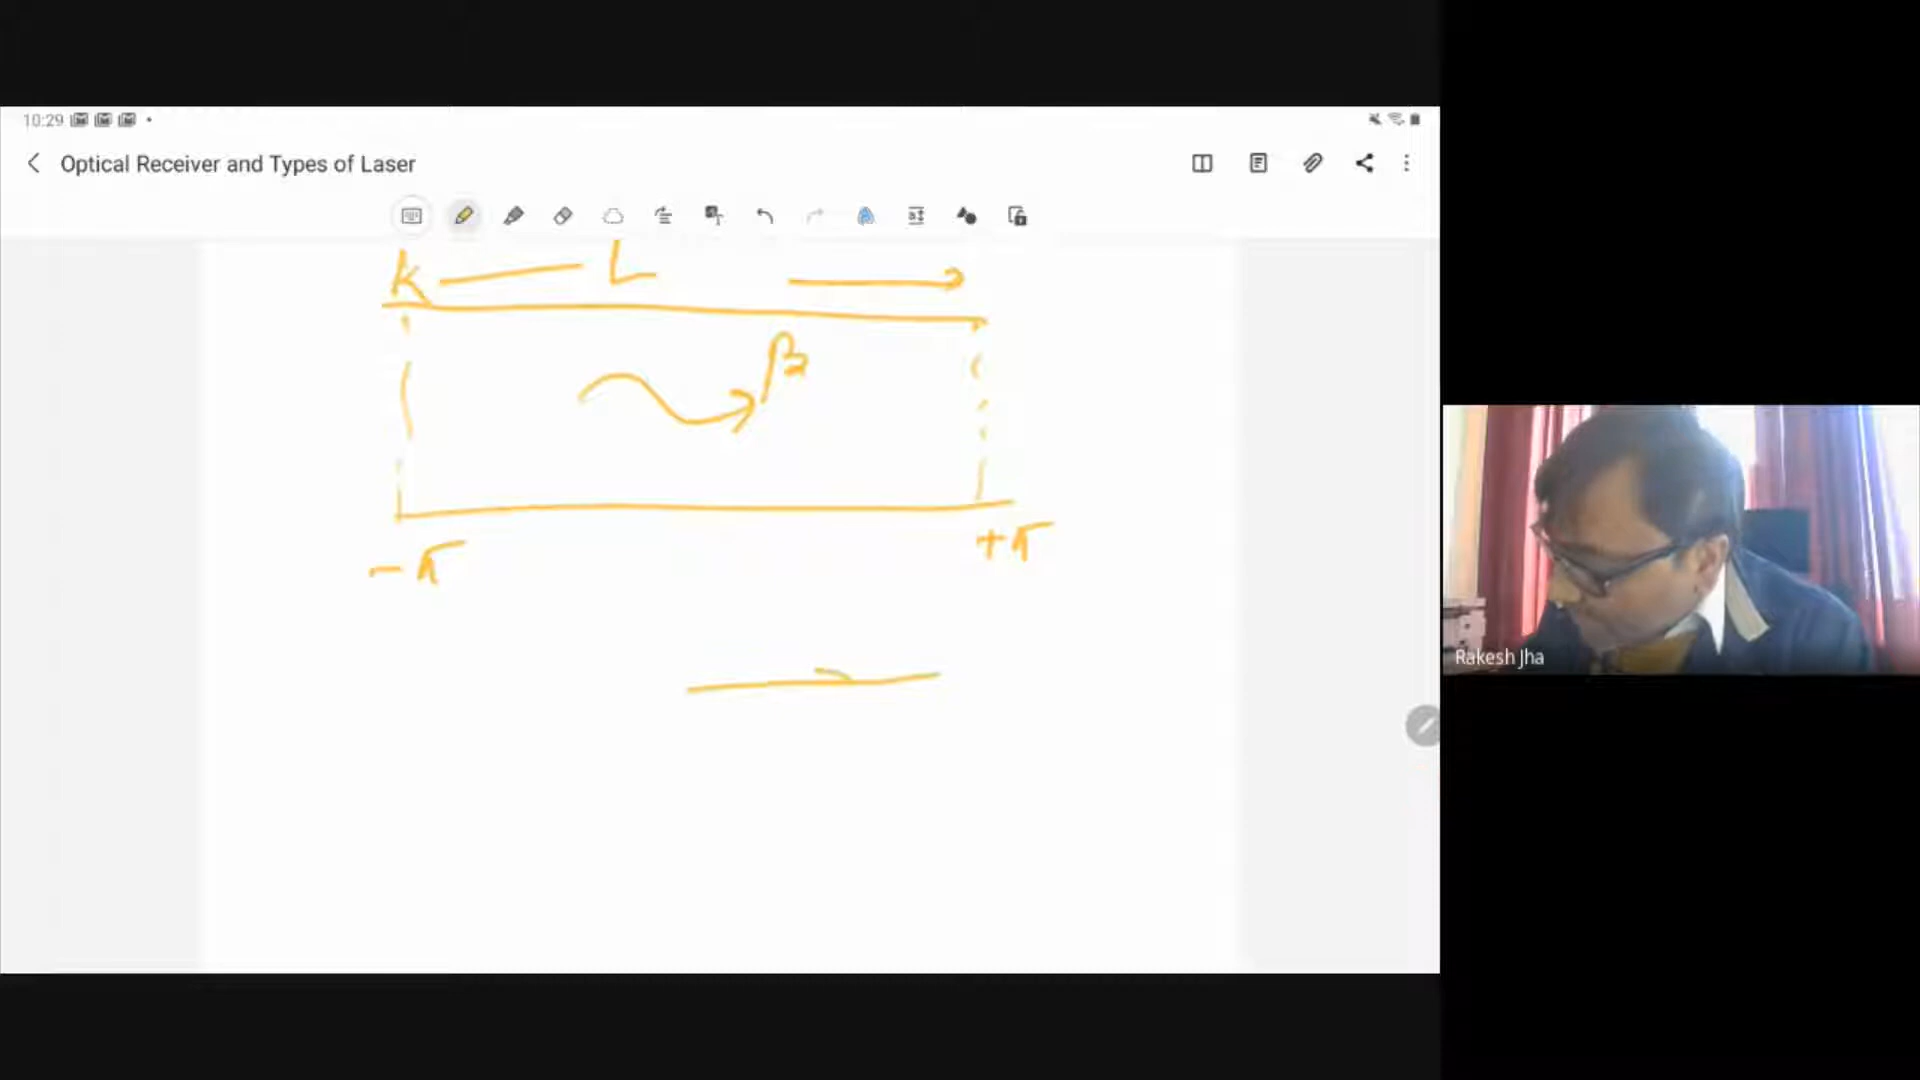 10:29
Optical Receiver and Types of Laser
K L
β
-π
+π
Rakesh Jha